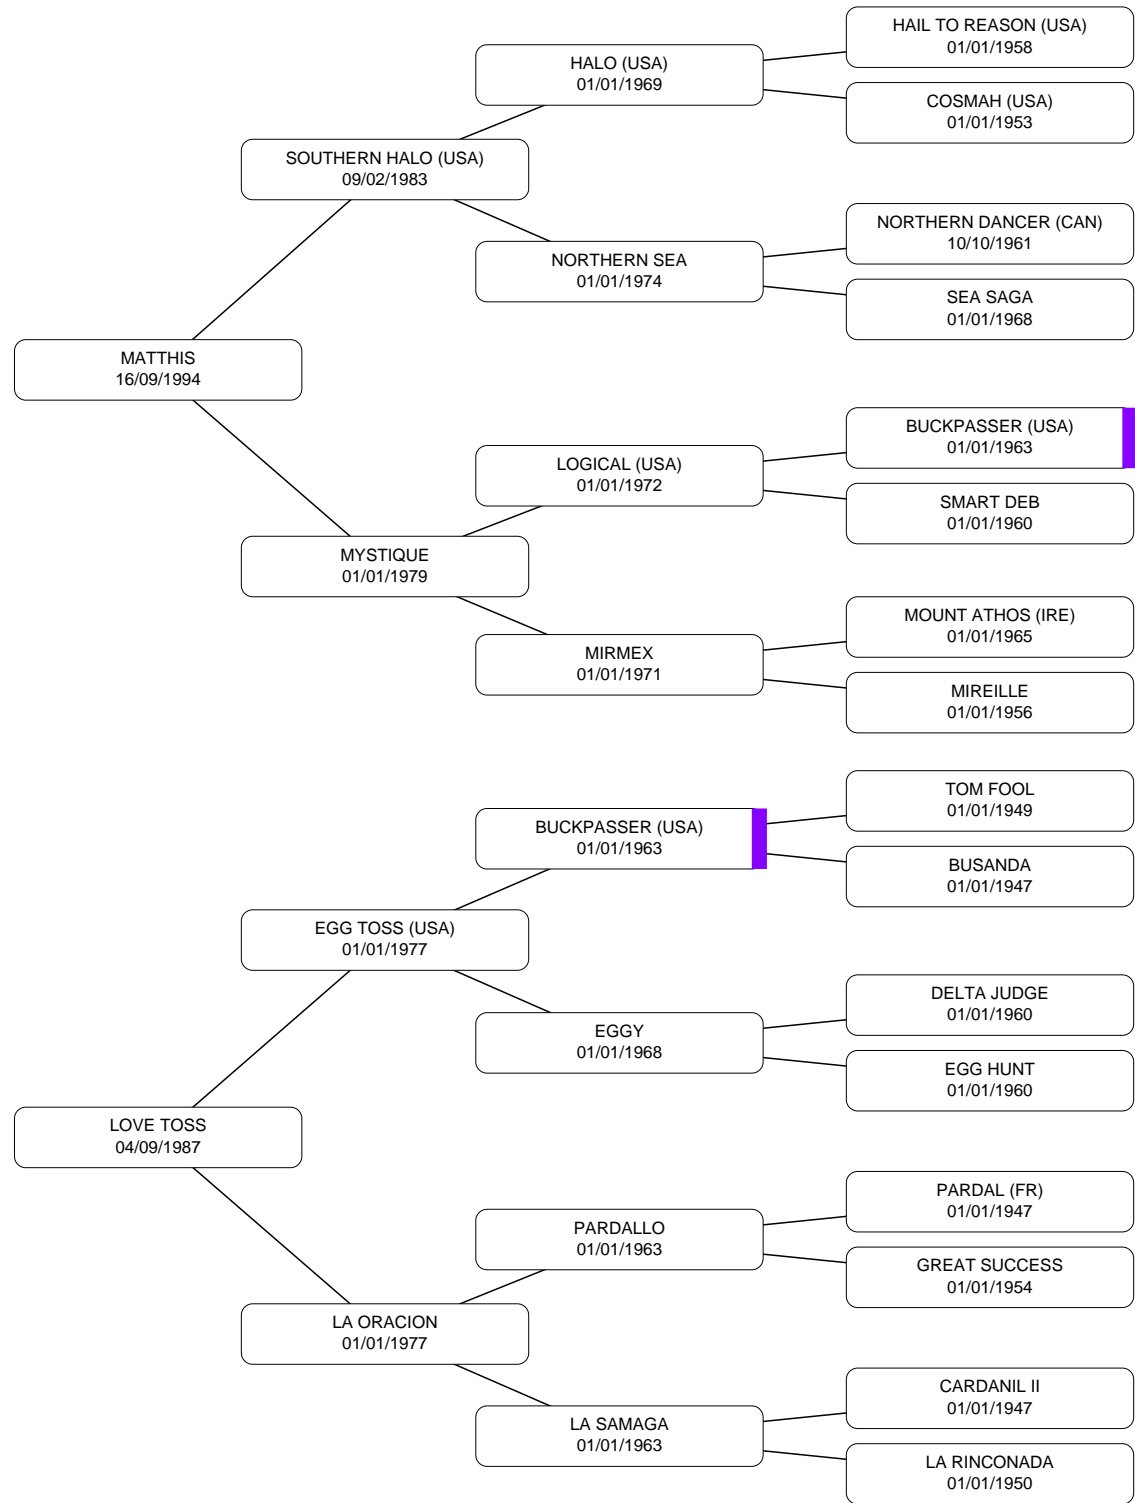 HAIL TO REASON (USA)
01/01/1958
HALO (USA)
01/01/1969
COSMAH (USA)
01/01/1953
SOUTHERN HALO (USA)
09/02/1983
NORTHERN DANCER (CAN)
10/10/1961
NORTHERN SEA
01/01/1974
SEA SAGA
01/01/1968
MATTHIS
16/09/1994
BUCKPASSER (USA)
01/01/1963
LOGICAL (USA)
01/01/1972
SMART DEB
01/01/1960
MYSTIQUE
01/01/1979
MOUNT ATHOS (IRE)
01/01/1965
MIRMEX
01/01/1971
MIREILLE
01/01/1956
TOM FOOL
01/01/1949
BUCKPASSER (USA)
01/01/1963
BUSANDA
01/01/1947
EGG TOSS (USA)
01/01/1977
DELTA JUDGE
01/01/1960
EGGY
01/01/1968
EGG HUNT
01/01/1960
LOVE TOSS
04/09/1987
PARDAL (FR)
01/01/1947
PARDALLO
01/01/1963
GREAT SUCCESS
01/01/1954
LA ORACION
01/01/1977
CARDANIL II
01/01/1947
LA SAMAGA
01/01/1963
LA RINCONADA
01/01/1950